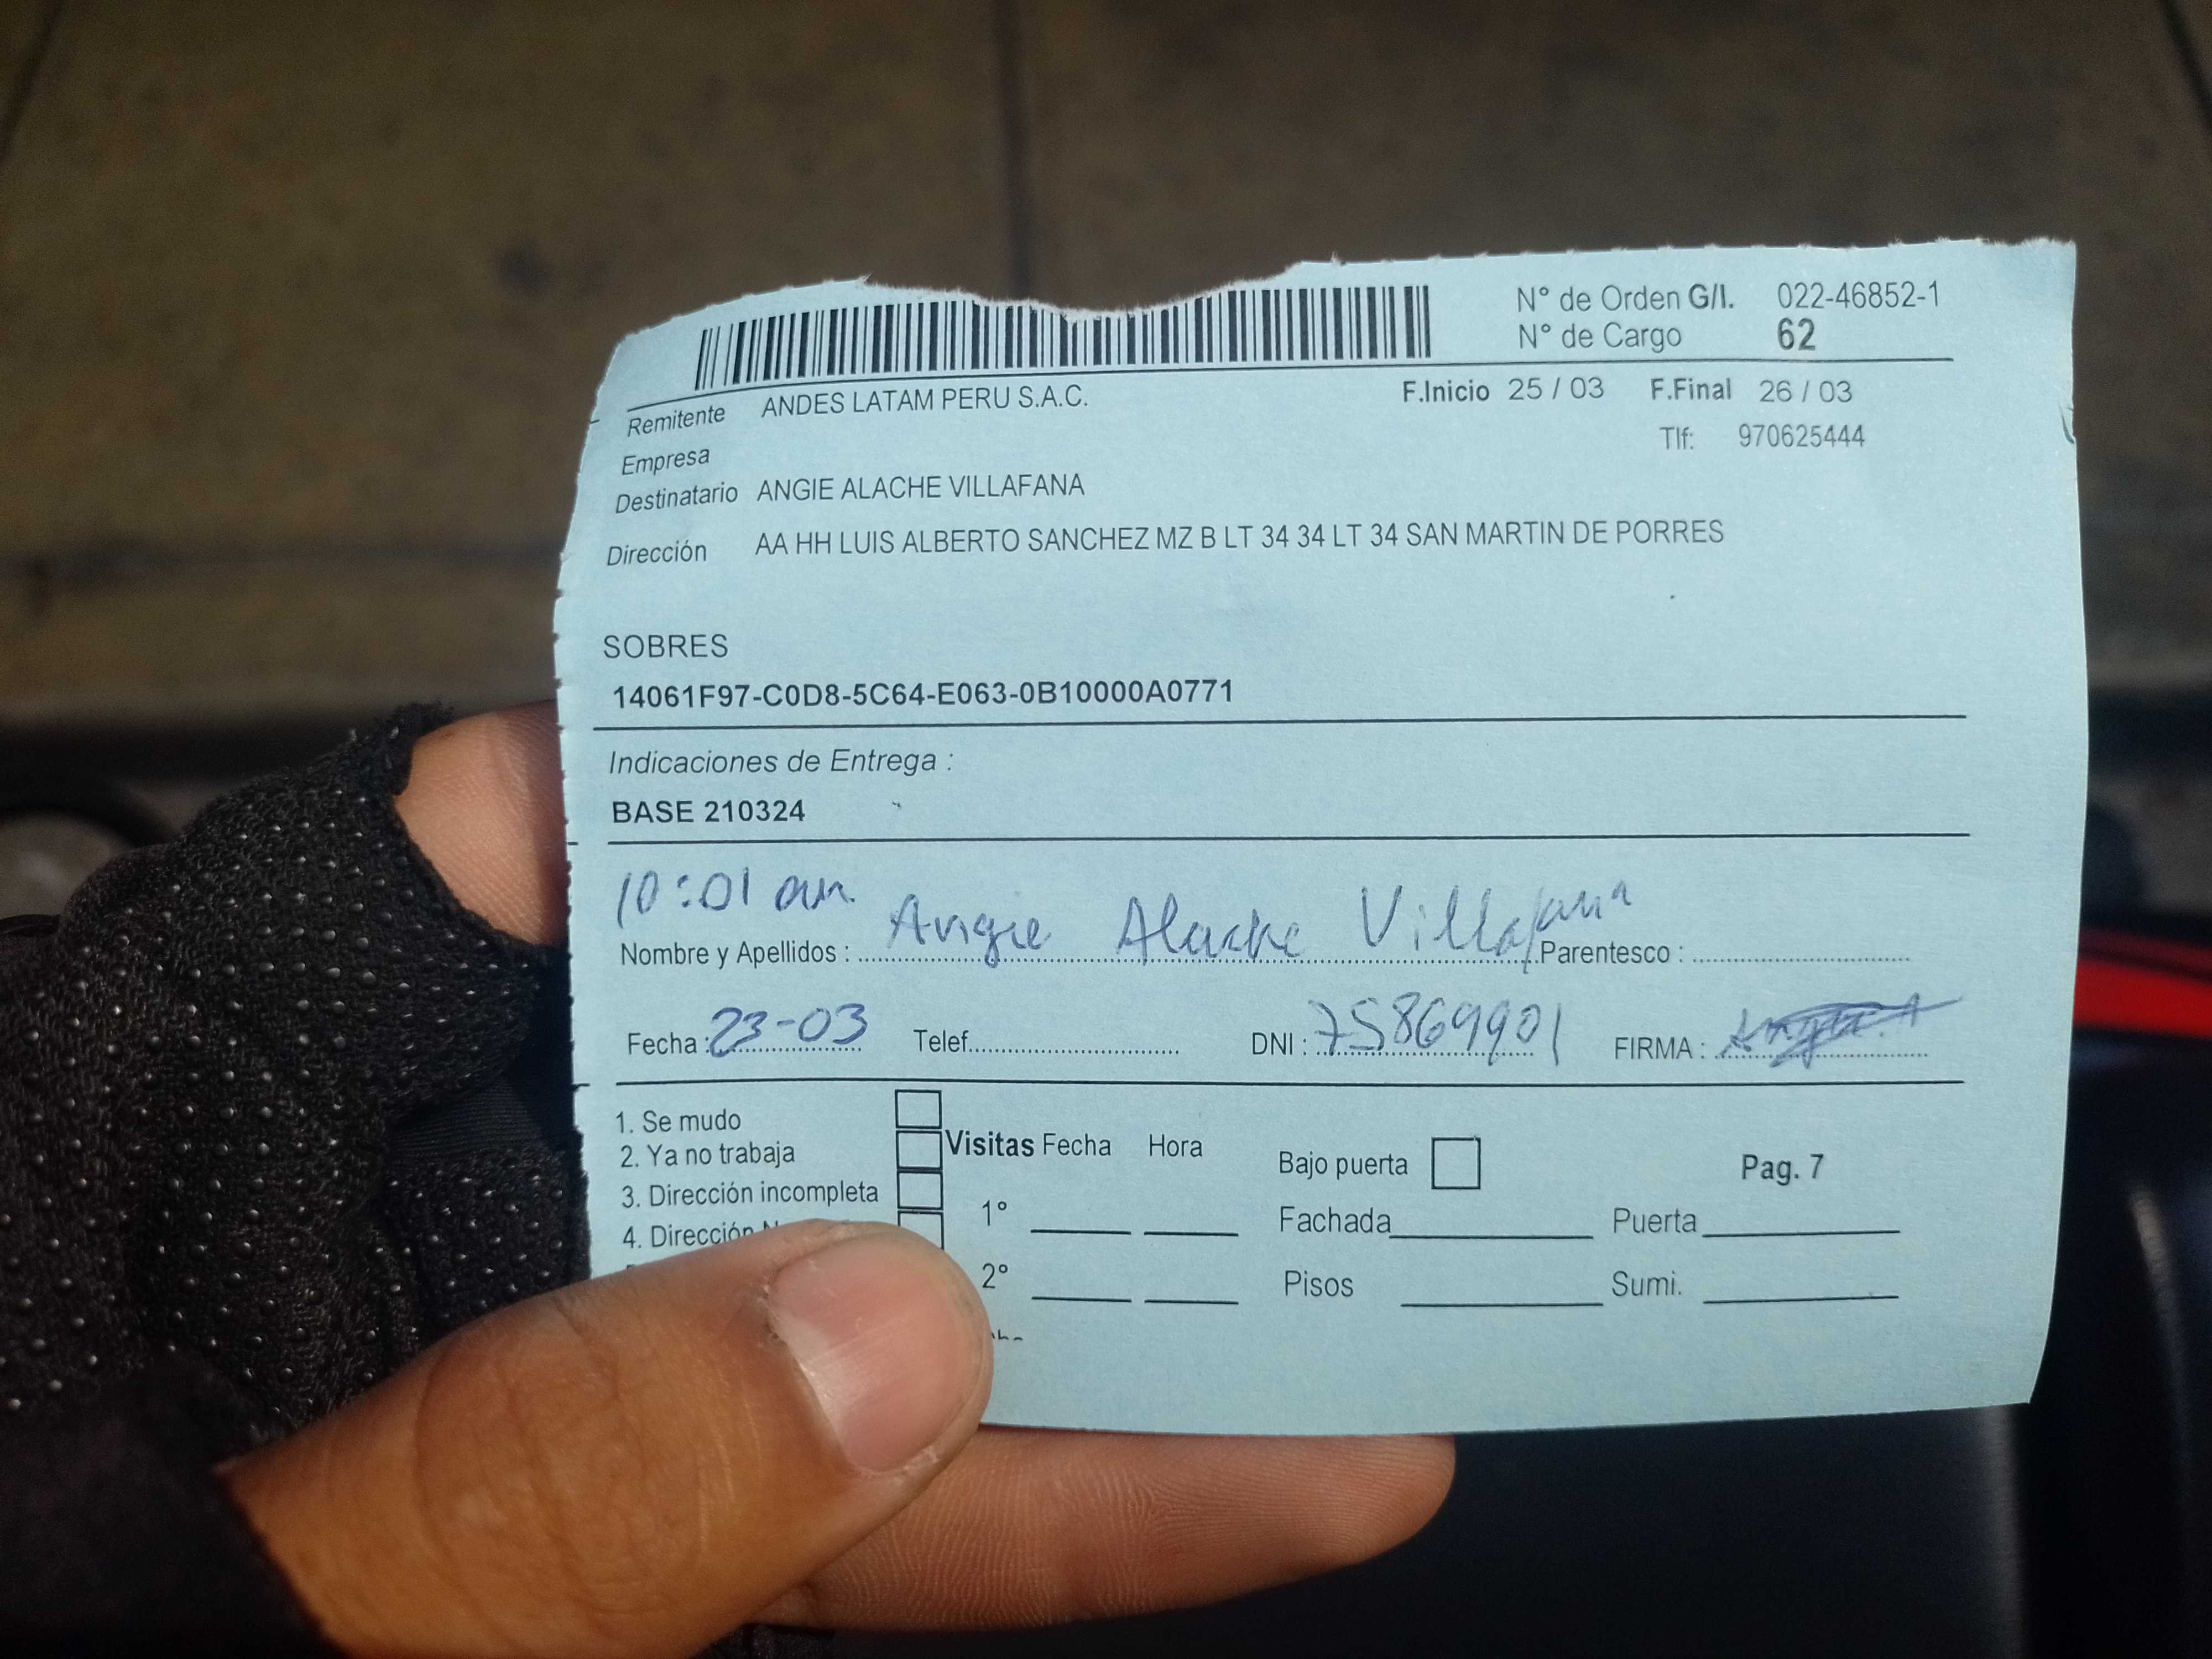 N° de Orden G/I. 022-46852-1
N° de Cargo 62
Remitente ANDES LATAM PERU S.A.C. F.Inicio 25 / 03 F.Final 26 / 03
Tlf: 970625444
Empresa
Destinatario ANGIE ALACHE VILLAFANA
Dirección AA HH LUIS ALBERTO SANCHEZ MZ B LT 34 34 LT 34 SAN MARTIN DE PORRES
SOBRES
14061F97-C0D8-5C64-E063-0B10000A0771
Indicaciones de Entrega :
BASE 210324
10:01 am
Nombre y Apellidos : Angie Alache Villafana Parentesco :
Fecha : 23-03 Telef. DNI : 75869901 FIRMA :
1. Se mudo
2. Ya no trabaja
3. Dirección incompleta
4. Dirección
Visitas Fecha Hora
1°
2°
Bajo puerta Pag. 7
Fachada Puerta
Pisos Sumi.